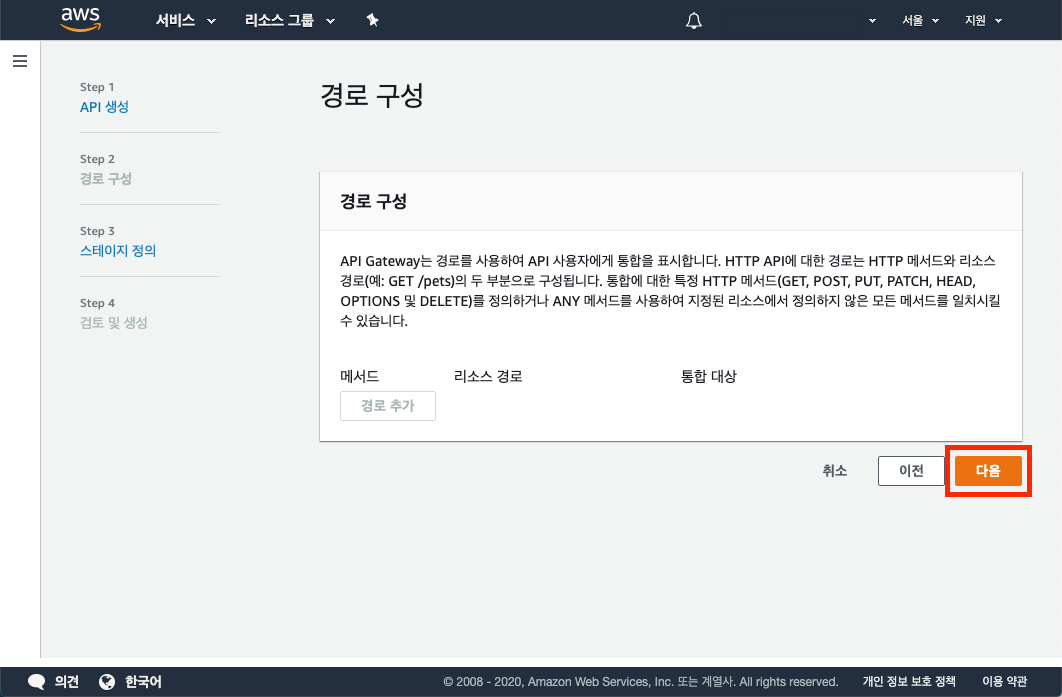 aws 서비스 리소스 그룹 서울 지원
Step 1
API 생성
Step 2
경로 구성
Step 3
스테이지 정의
Step 4
검토 및 생성
경로 구성
경로 구성
API Gateway는 경로를 사용하여 API 사용자에게 통합을 표시합니다. HTTP API에 대한 경로는 HTTP 메서드와 리소스
경로(예: GET /pets)의 두 부분으로 구성됩니다. 통합에 대한 특정 HTTP 메서드(GET, POST, PUT, PATCH, HEAD,
OPTIONS 및 DELETE)를 정의하거나 ANY 메서드를 사용하여 지정된 리소스에서 정의하지 않은 모든 메서드를 일치시킬
수 있습니다.
메서드 리소스 경로 통합 대상
경로 추가
취소 이전 다음
의견 한국어 © 2008 - 2020, Amazon Web Services, Inc. 또는 계열사. All rights reserved. 개인 정보 보호 정책 이용 약관